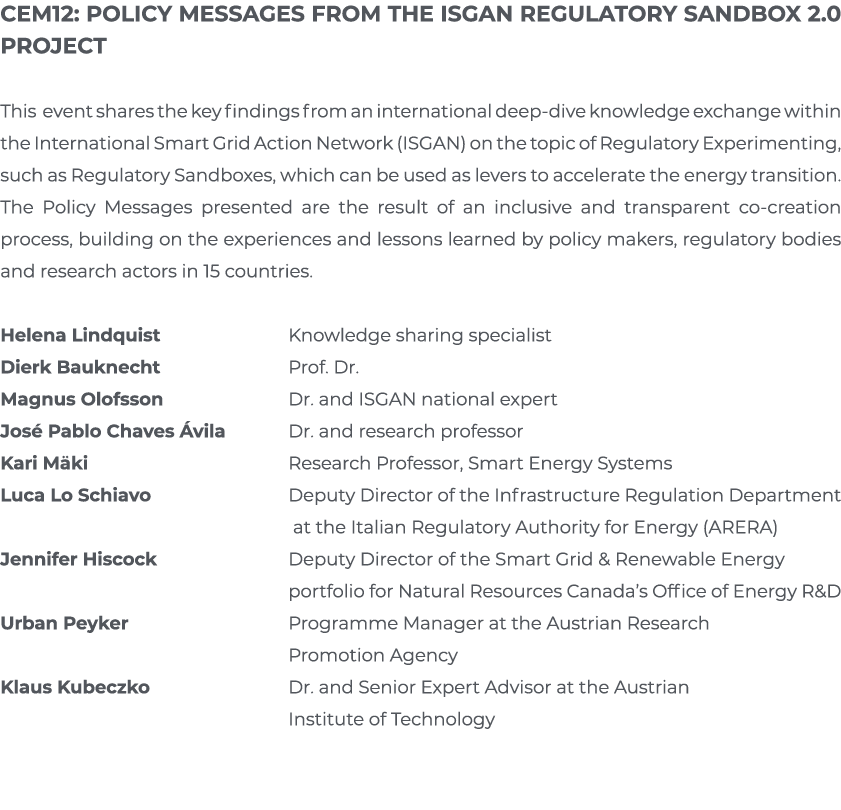 CEM12: POLICY MESSAGES FROM THE ISGAN REGULATORY SANDBOX 2.0
PROJECT
This event shares the key findings from an international deep-dive knowledge exchange within
the International Smart Grid Action Network (ISGAN) on the topic of Regulatory Experimenting,
such as Regulatory Sandboxes, which can be used as levers to accelerate the energy transition.
The Policy Messages presented are the result of an inclusive and transparent co-creation
process, building on the experiences and lessons learned by policy makers, regulatory bodies
and research actors in 15 countries.
Helena Lindquist Knowledge sharing specialist
Dierk Bauknecht Prof. Dr.
Magnus Olofsson Dr. and ISGAN national expert
José Pablo Chaves Ávila Dr. and research professor
Kari Mäki Research Professor, Smart Energy Systems
Luca Lo Schiavo Deputy Director of the Infrastructure Regulation Department
at the Italian Regulatory Authority for Energy (ARERA)
Jennifer Hiscock Deputy Director of the Smart Grid & Renewable Energy
portfolio for Natural Resources Canada's Office of Energy R&D
Urban Peyker Programme Manager at the Austrian Research
Promotion Agency
Klaus Kubeczko Dr. and Senior Expert Advisor at the Austrian
Institute of Technology